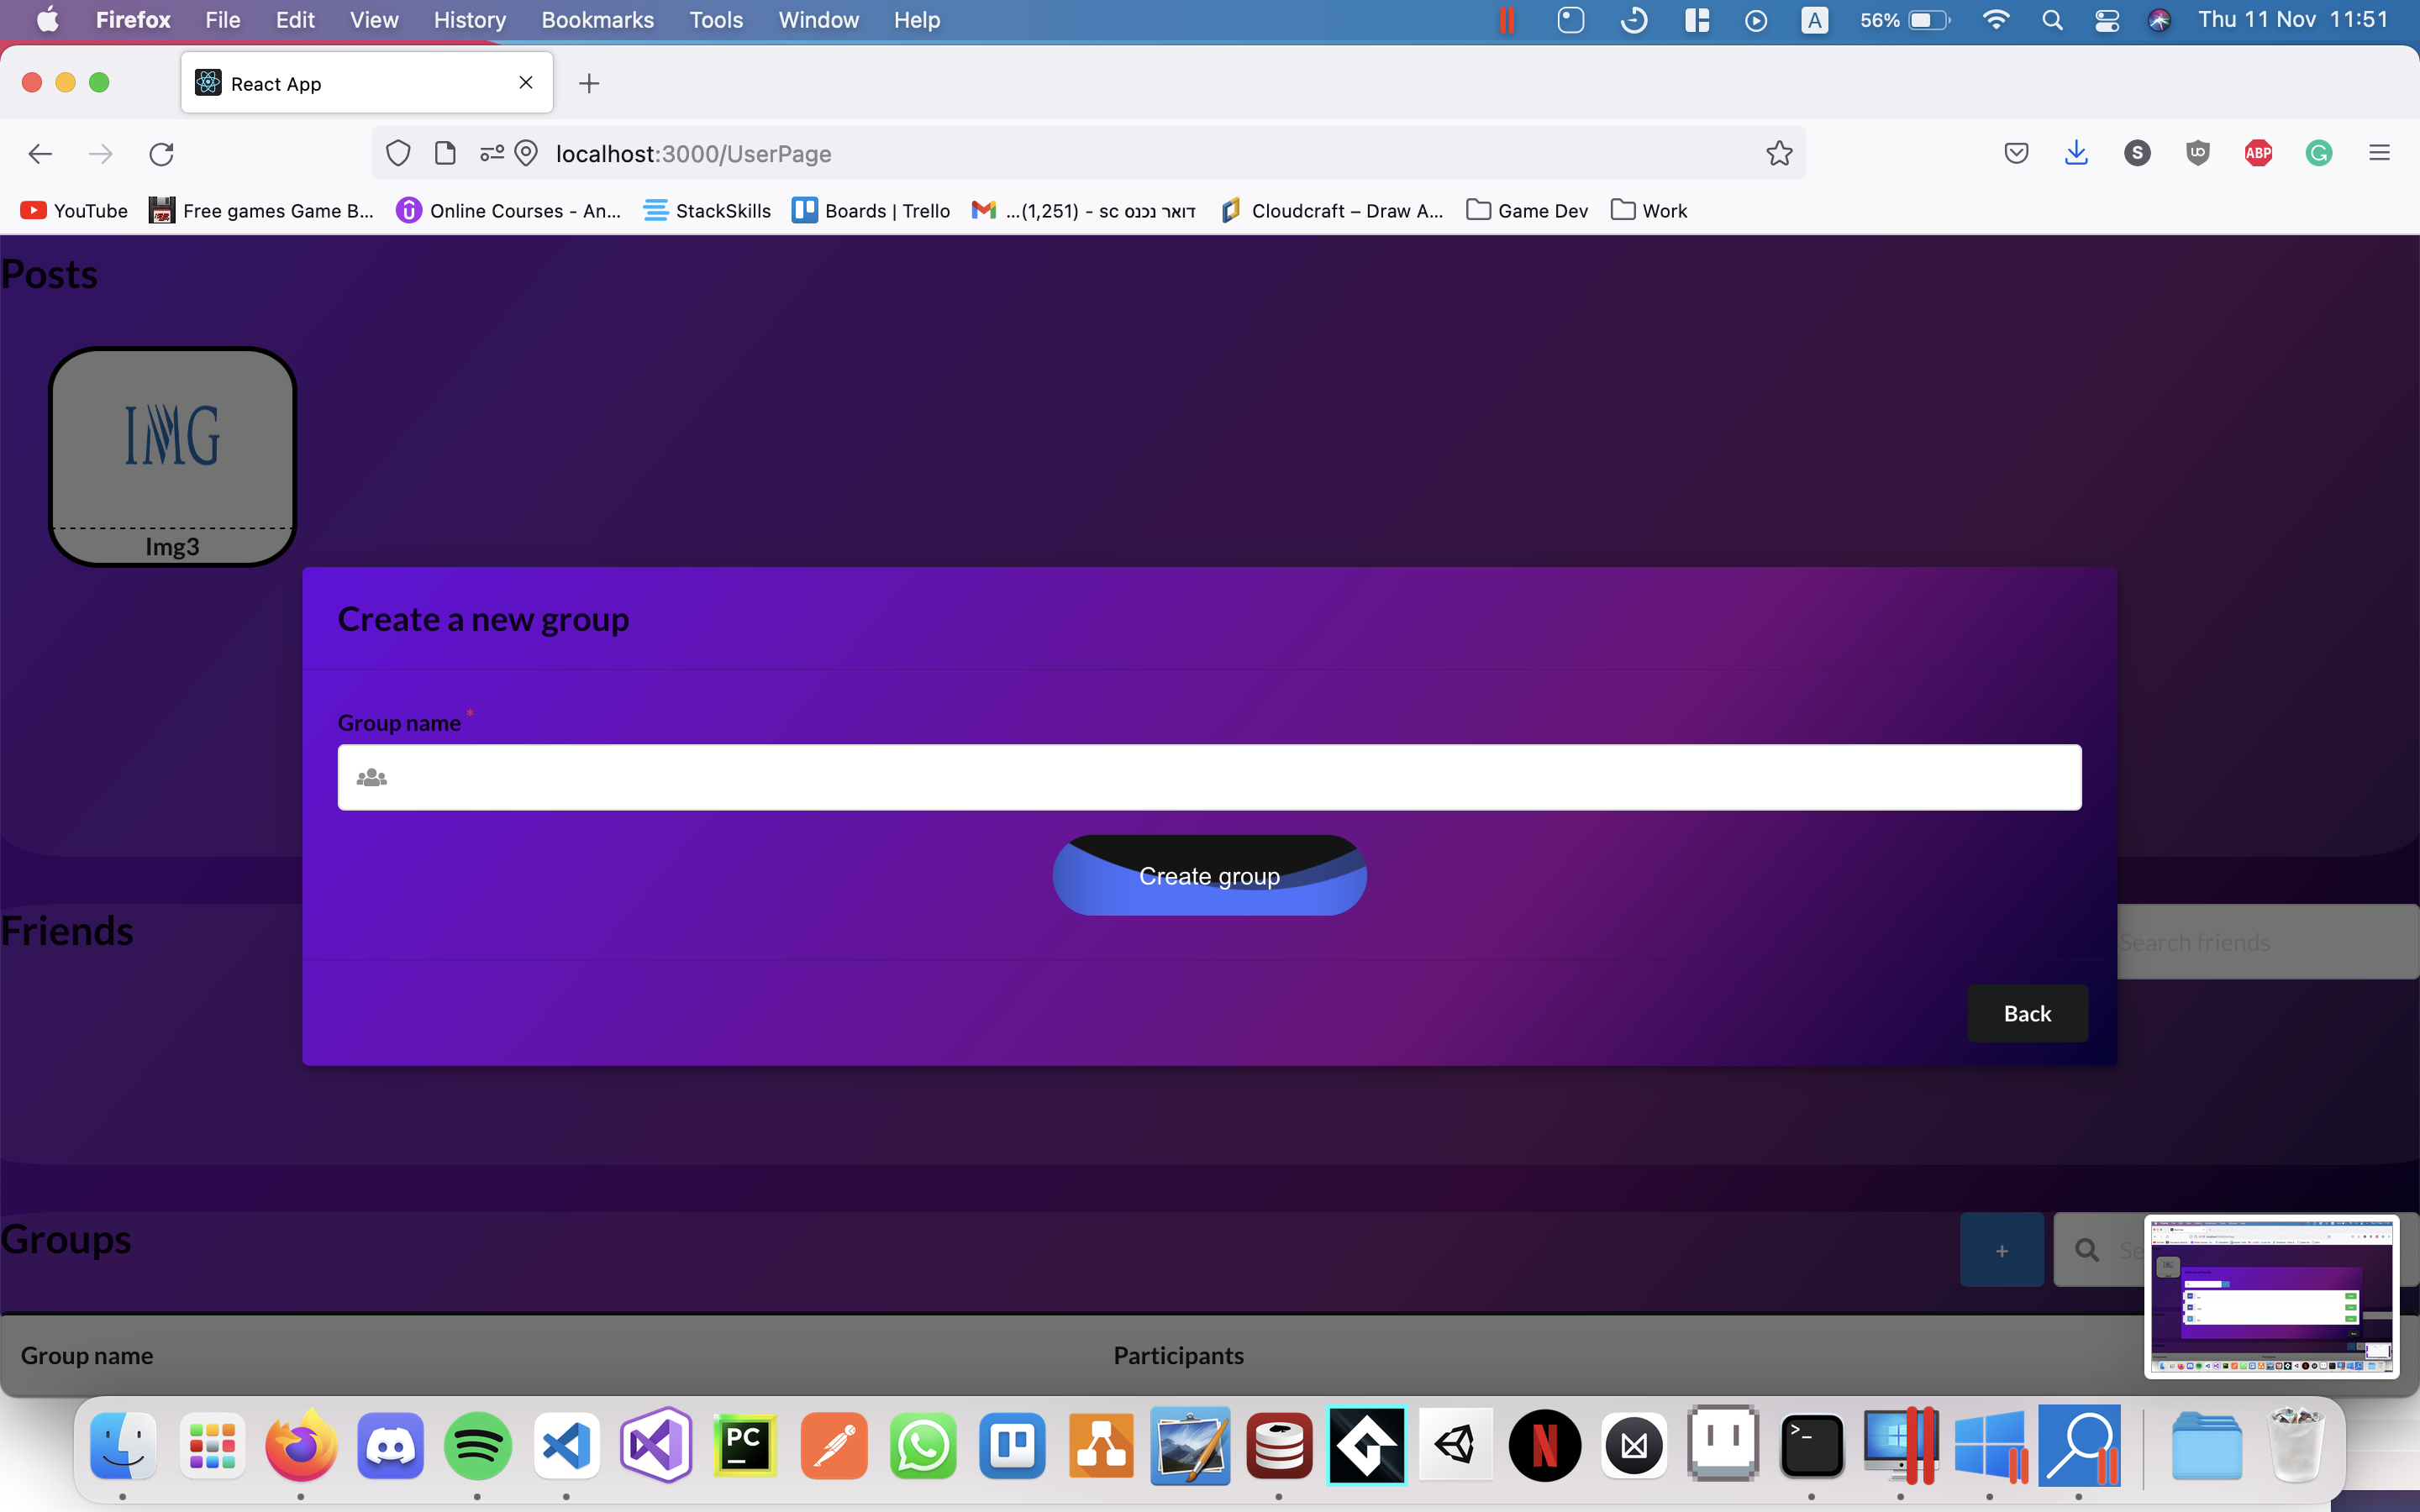 Firefox File Edit View History Bookmarks Tools Window Help A 56% Thu 11 Nov 11:51
React App
localhost:3000/UserPage S ABP G
YouTube Free games Game B... Online Courses - An... StackSkills Boards | Trello ...(1,251) - sc דואר נכנס Cloudcraft – Draw A... Game Dev Work
Posts
IMG
Img3
Create a new group
Group name *
Create group
Friends
Search friends
Back
Groups
+ Se
Group name Participants
PC N >_